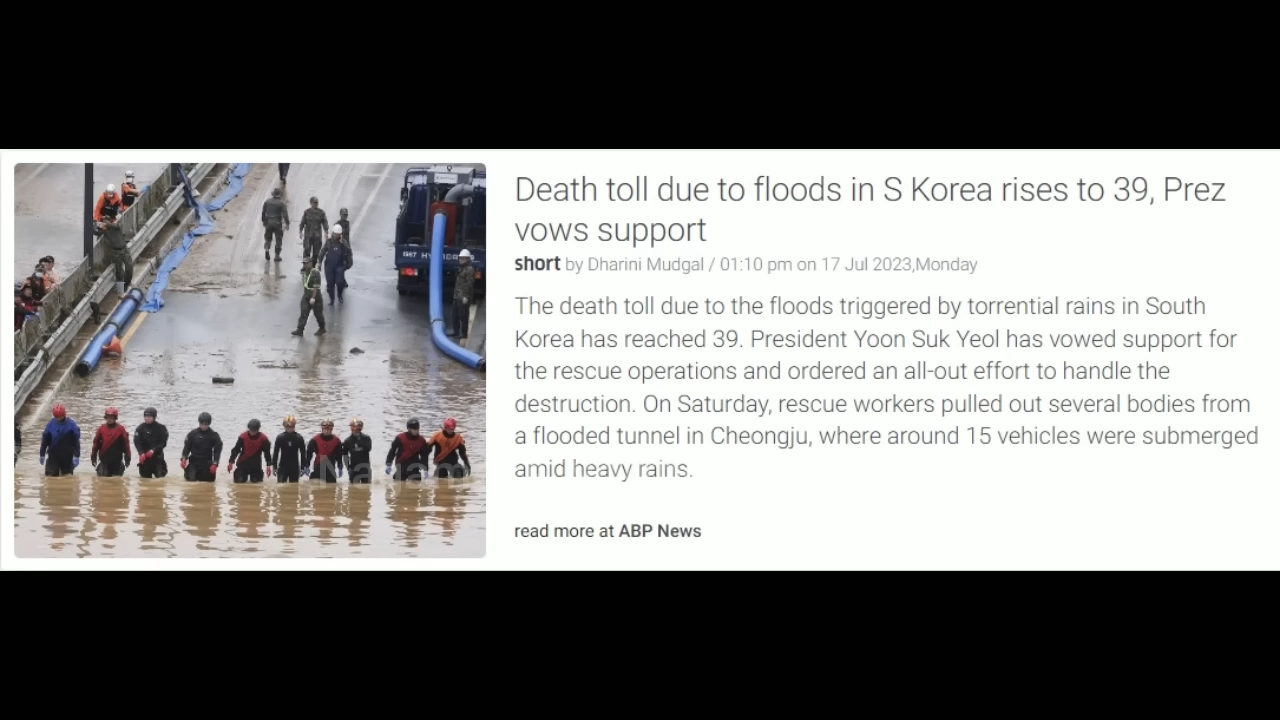 Death toll due to floods in S Korea rises to 39, Prez
vows support
short by Dharini Mudgal / 01:10 pm on 17 Jul 2023,Monday
The death toll due to the floods triggered by torrential rains in South
Korea has reached 39. President Yoon Suk Yeol has vowed support for
the rescue operations and ordered an all-out effort to handle the
destruction. On Saturday, rescue workers pulled out several bodies from
a flooded tunnel in Cheongju, where around 15 vehicles were submerged
amid heavy rains.
read more at ABP News